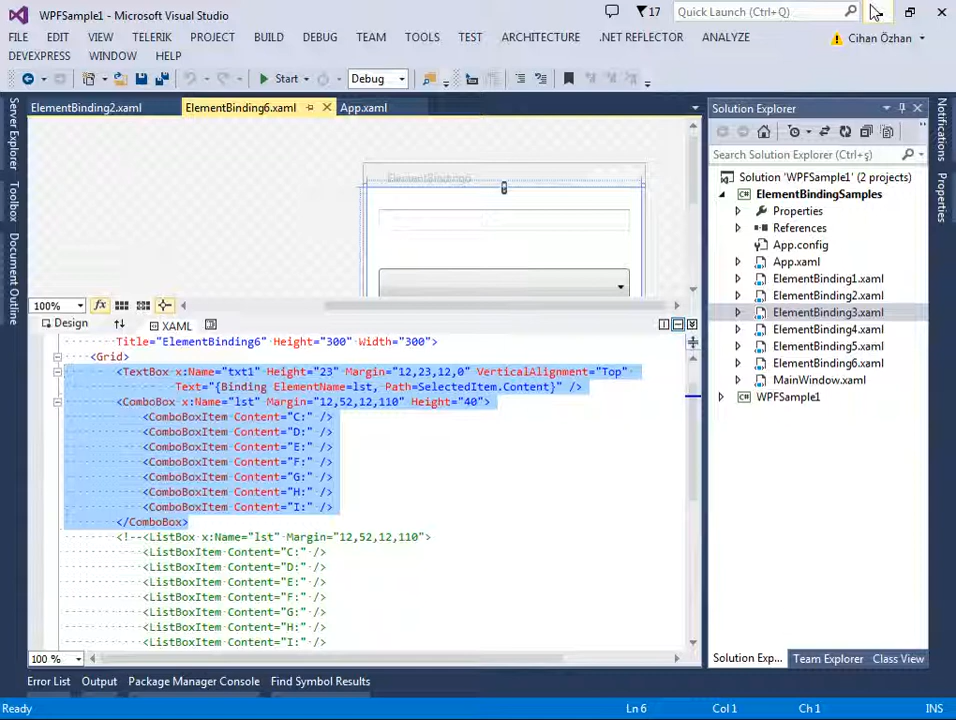 WPFSample1 - Microsoft Visual Studio
17
Quick Launch (Ctrl+Q)
FILE EDIT VIEW TELERIK PROJECT BUILD DEBUG TEAM TOOLS TEST ARCHITECTURE .NET REFLECTOR ANALYZE
Cihan Özhan
DEVEXPRESS WINDOW HELP
Start
Debug
ElementBinding2.xaml
ElementBinding6.xaml
App.xaml
Server Explorer
Toolbox
Document Outline
ElementBinding6
100%
Design
XAML
Title="ElementBinding6" Height="300" Width="300">
<Grid>
<TextBox x:Name="txt1" Height="23" Margin="12,23,12,0" VerticalAlignment="Top"
Text="{Binding ElementName=lst, Path=SelectedItem.Content}" />
<ComboBox x:Name="lst" Margin="12,52,12,110" Height="40">
<ComboBoxItem Content="C:" />
<ComboBoxItem Content="D:" />
<ComboBoxItem Content="E:" />
<ComboBoxItem Content="F:" />
<ComboBoxItem Content="G:" />
<ComboBoxItem Content="H:" />
<ComboBoxItem Content="I:" />
</ComboBox>
<!--<ListBox x:Name="lst" Margin="12,52,12,110">
<ListBoxItem Content="C:" />
<ListBoxItem Content="D:" />
<ListBoxItem Content="E:" />
<ListBoxItem Content="F:" />
<ListBoxItem Content="G:" />
<ListBoxItem Content="H:" />
<ListBoxItem Content="I:" />
100 %
Solution Explorer
Search Solution Explorer (Ctrl+ş)
Solution 'WPFSample1' (2 projects)
ElementBindingSamples
Properties
References
App.config
App.xaml
ElementBinding1.xaml
ElementBinding2.xaml
ElementBinding3.xaml
ElementBinding4.xaml
ElementBinding5.xaml
ElementBinding6.xaml
MainWindow.xaml
WPFSample1
Solution Exp...
Team Explorer
Class View
Notifications
Properties
Error List
Output
Package Manager Console
Find Symbol Results
Ready
Ln 6
Col 1
Ch 1
INS